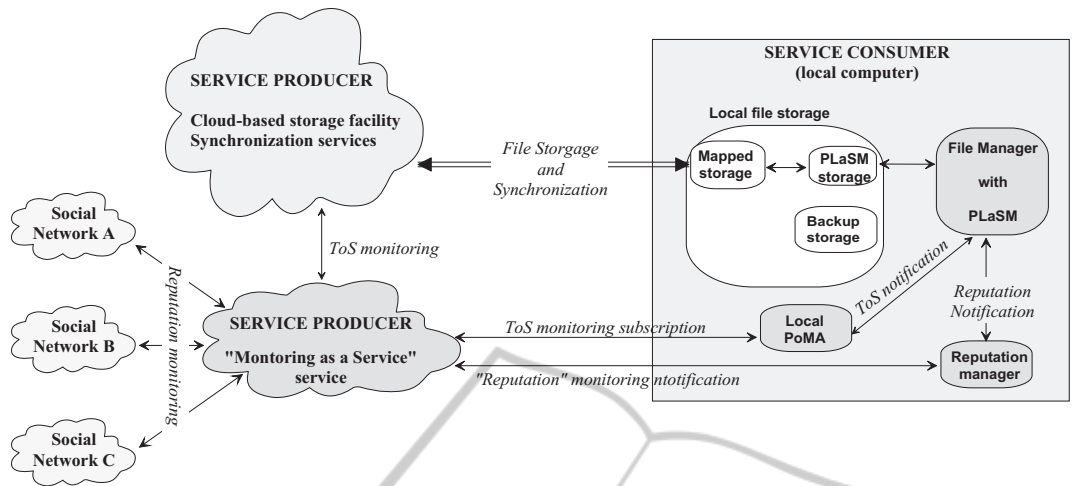 SERVICE PRODUCER
Cloud-based storage facility
Synchronization services
File Storgage
and
Synchronization
SERVICE CONSUMER
(local computer)
Local file storage
Mapped
storage
PLaSM
storage
Backup
storage
File Manager
with
PLaSM
Social
Network A
Social
Network B
Social
Network C
Reputation monitoring
ToS monitoring
SERVICE PRODUCER
"Montoring as a Service"
service
ToS monitoring subscription
"Reputation" monitoring ntotification
Local
PoMA
ToS notification
Reputation
Notification
Reputation
manager